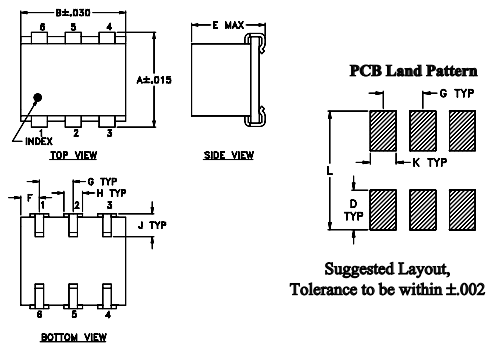 B±.030
6 5 4
A±.015
INDEX
1 2 3
TOP VIEW
E MAX
SIDE VIEW
PCB Land Pattern
G TYP
K TYP
L
D
TYP
Suggested Layout,
Tolerance to be within ±.002
G TYP
H TYP
F
1 2 3
J TYP
6 5 4
BOTTOM VIEW